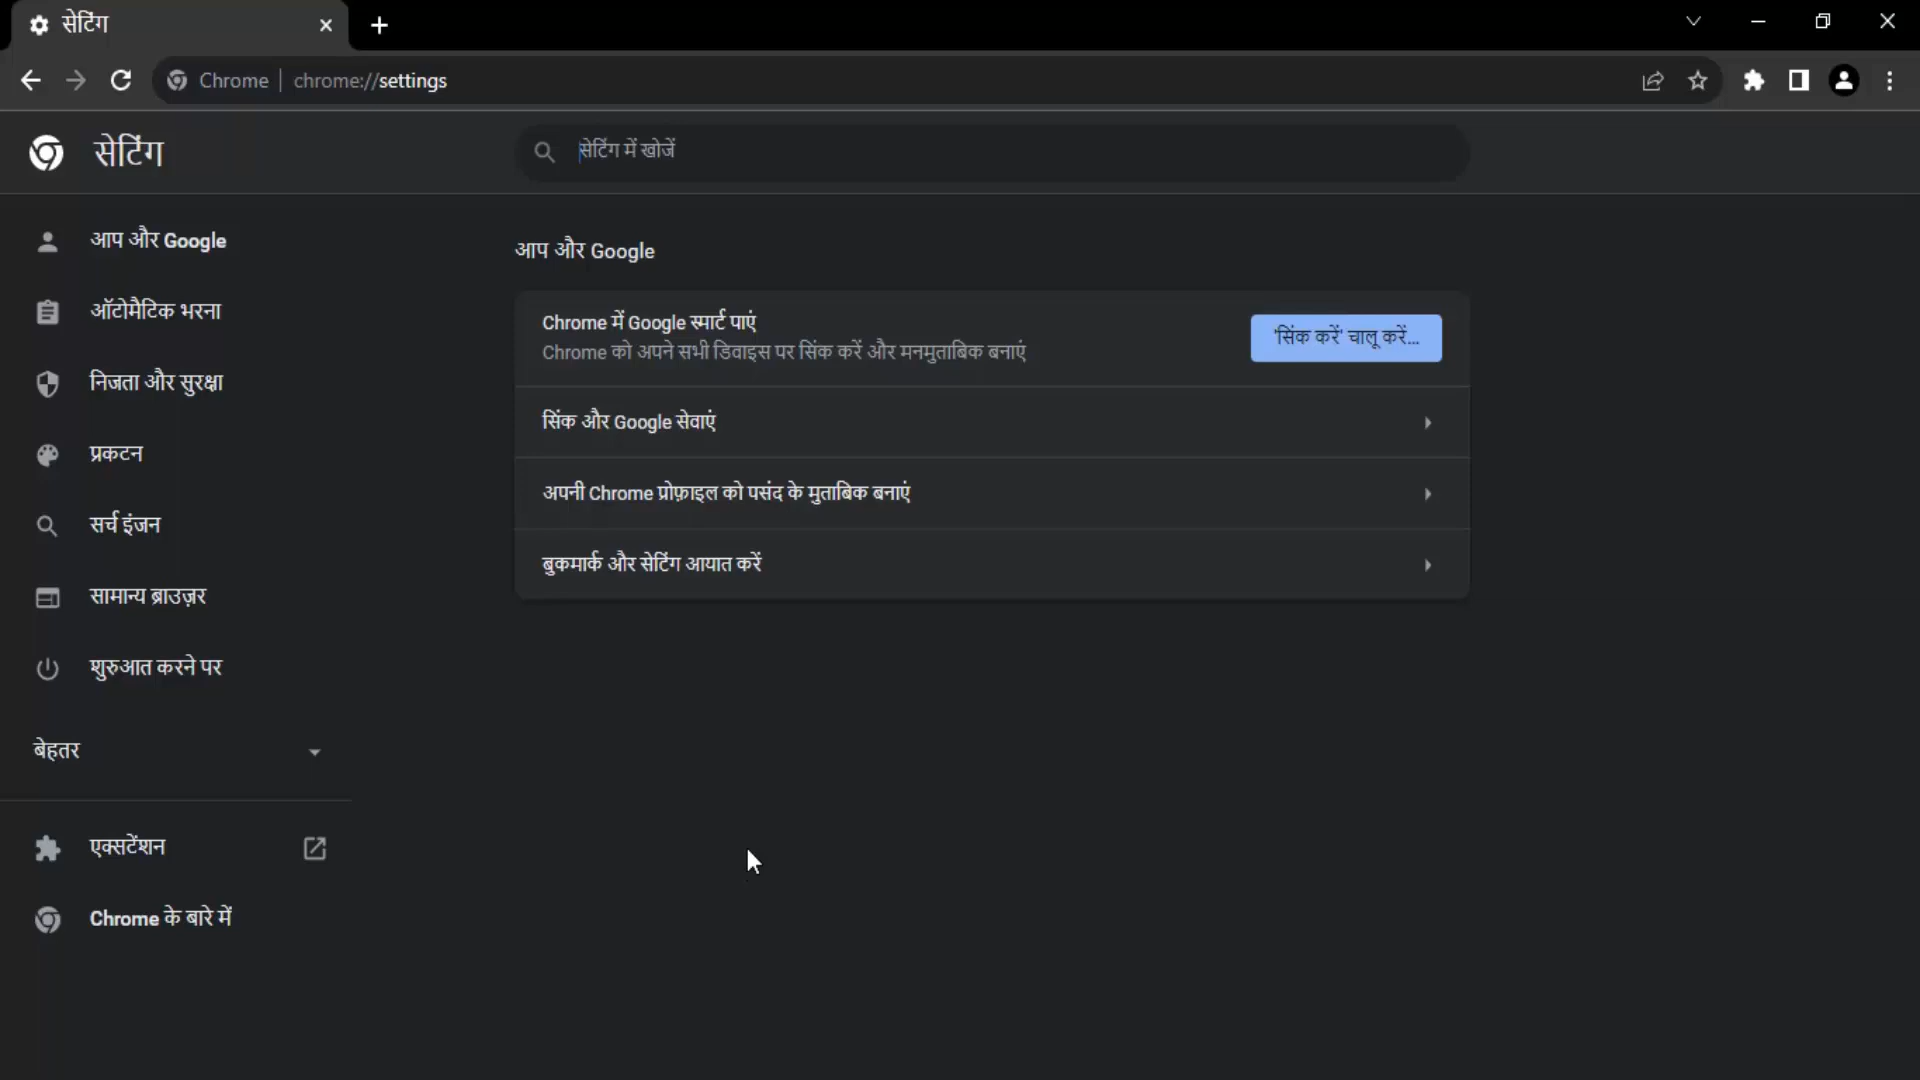 सेटिंग
Chrome | chrome://settings
सेटिंग
सेटिंग में खोजें
आप और Google
ऑटोमैटिक भरना
निजता और सुरक्षा
प्रकटन
सर्च इंजन
सामान्य ब्राउज़र
शुरुआत करने पर
बेहतर
एक्सटेंशन
Chrome के बारे में
आप और Google
Chrome में Google स्मार्ट पाएं
Chrome को अपने सभी डिवाइस पर सिंक करें और मनमुताबिक बनाएं
'सिंक करें' चालू करें...
सिंक और Google सेवाएं
अपनी Chrome प्रोफ़ाइल को पसंद के मुताबिक बनाएं
बुकमार्क और सेटिंग आयात करें